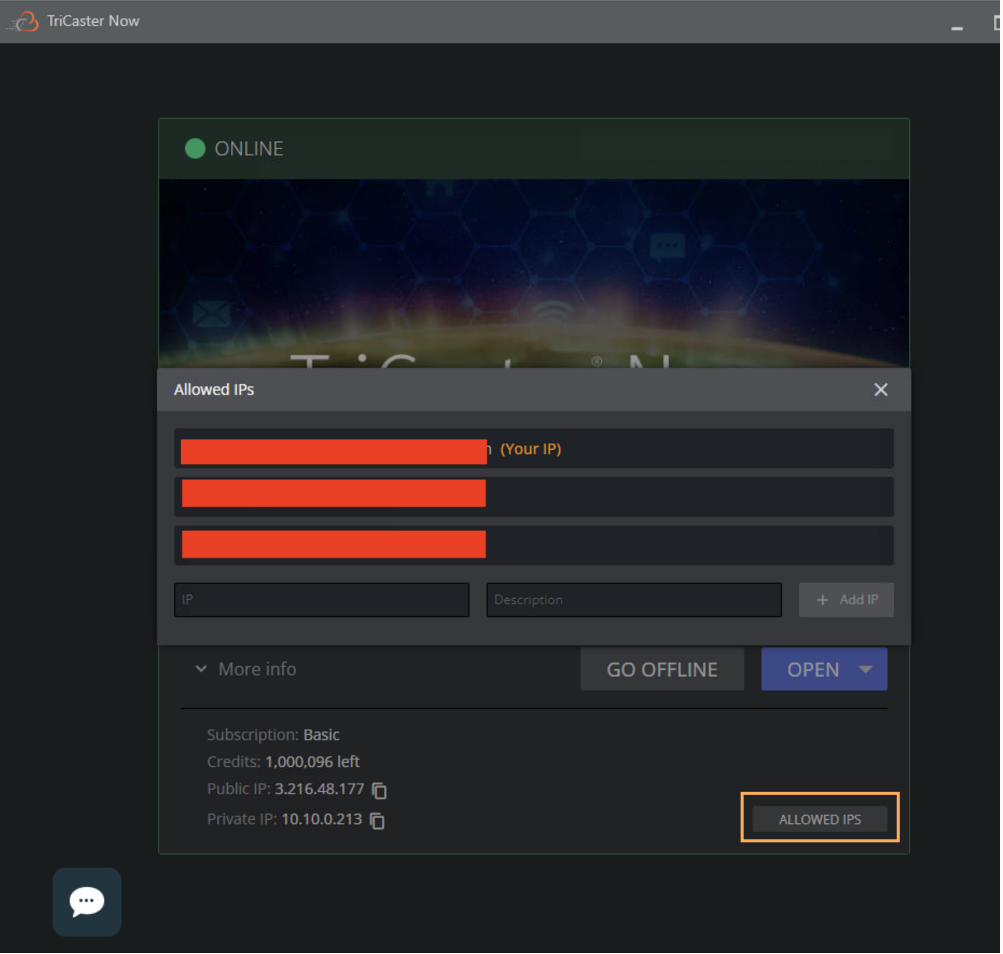 TriCaster Now
ONLINE
Allowed IPs
(Your IP)
IP
Description
+ Add IP
More info
GO OFFLINE
OPEN
Subscription: Basic
Credits: 1,000,096 left
Public IP: 3.216.48.177
Private IP: 10.10.0.213
ALLOWED IPS